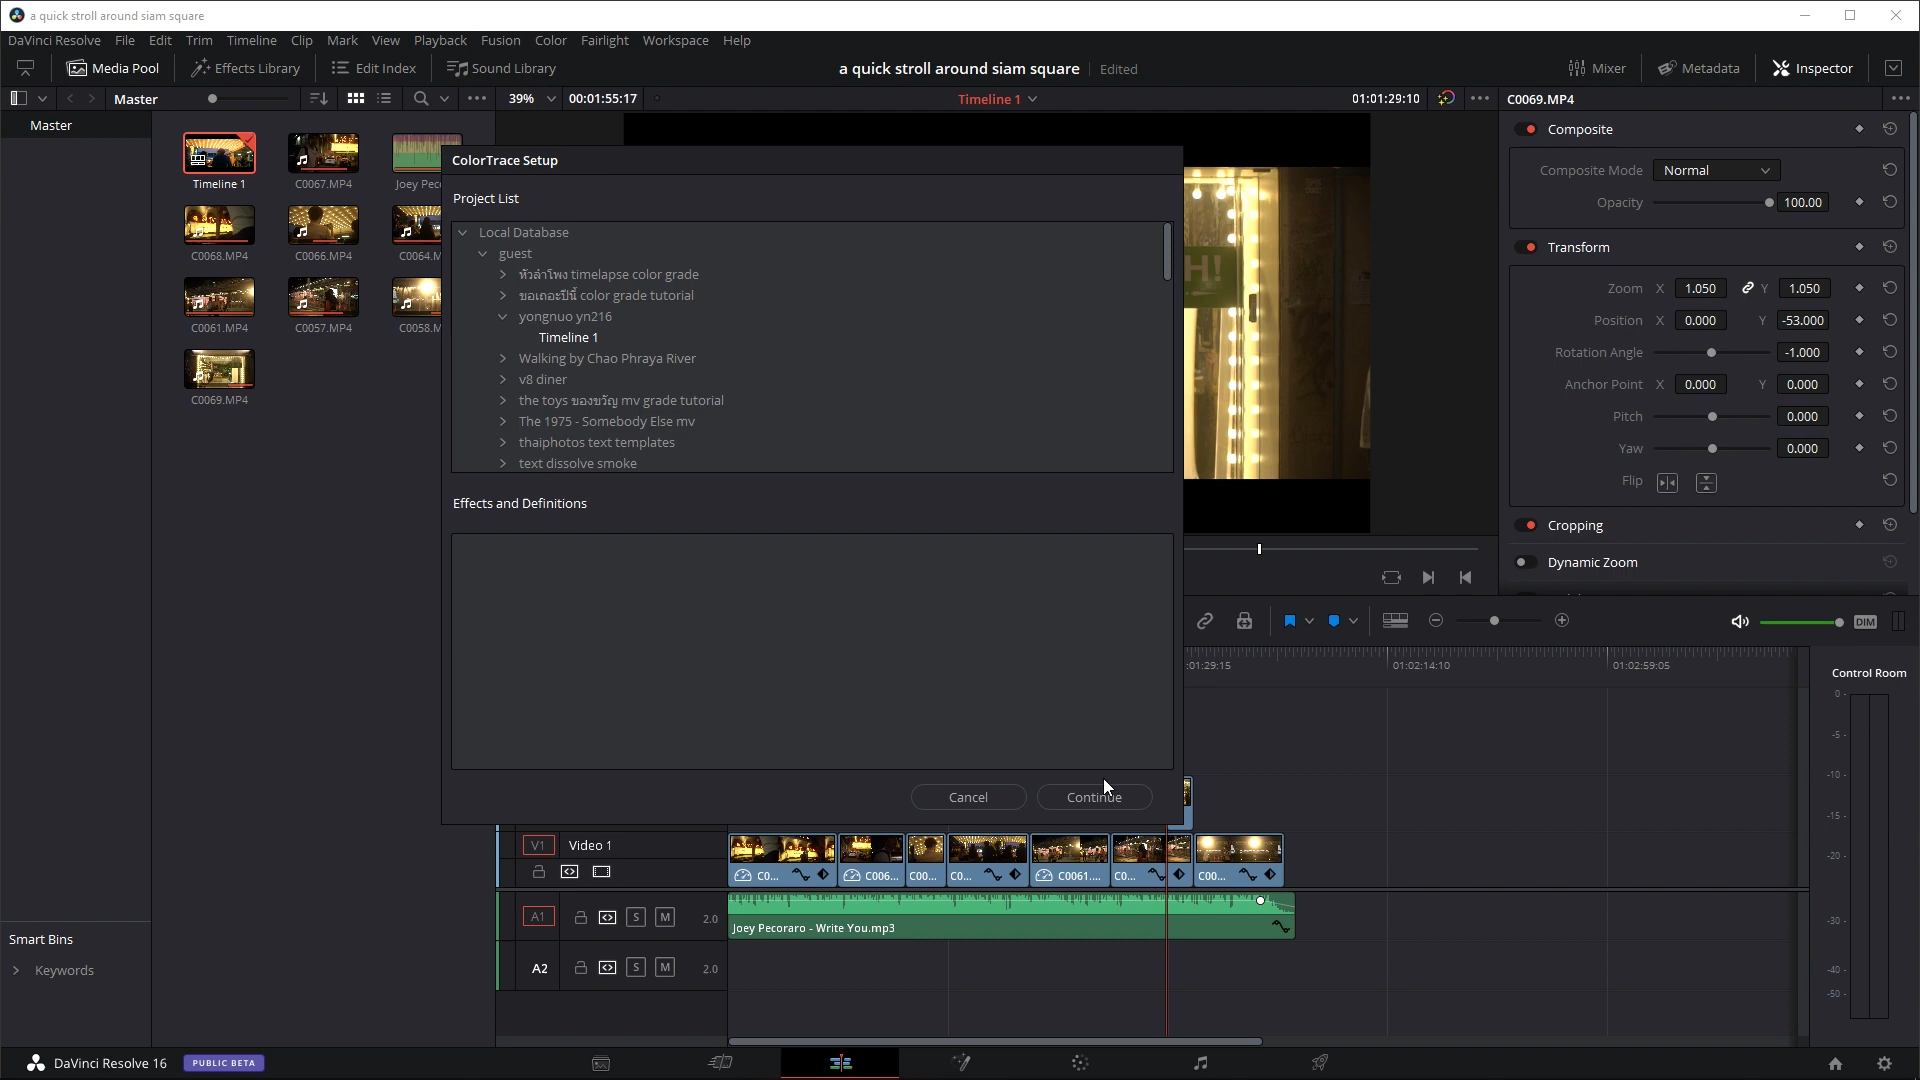 a quick stroll around siam square
DaVinci Resolve File Edit Trim Timeline Clip Mark View Playback Fusion Color Fairlight Workspace Help
Media Pool Effects Library Edit Index Sound Library
a quick stroll around siam square Edited
Mixer Metadata Inspector
Master
39% 00:01:55:17
Timeline 1
01:01:29:10
C0069.MP4
Master
Timeline 1
C0067.MP4
Joey Pec
C0068.MP4
C0066.MP4
C0064.M
C0061.MP4
C0057.MP4
C0058.M
C0069.MP4
ColorTrace Setup
Project List
Local Database
guest
หัวลำโพง timelapse color grade
ขอเถอะปีนี้ color grade tutorial
yongnuo yn216
Timeline 1
Walking by Chao Phraya River
v8 diner
the toys ของขวัญ mv grade tutorial
The 1975 - Somebody Else mv
thaiphotos text templates
text dissolve smoke
Effects and Definitions
Cancel
Continue
H!
Composite
Composite Mode Normal
Opacity 100.00
Transform
Zoom X 1.050 Y 1.050
Position X 0.000 Y -53.000
Rotation Angle -1.000
Anchor Point X 0.000 Y 0.000
Pitch 0.000
Yaw 0.000
Flip
Cropping
Dynamic Zoom
DIM
:01:29:15
01:02:14:10
01:02:59:05
Control Room
0
-5
-10
-15
-20
-30
-40
-50
V1 Video 1
C0...
C006...
C00...
C0...
C0061....
C0...
C00...
A1 S M 2.0
Joey Pecoraro - Write You.mp3
A2 S M 2.0
Smart Bins
Keywords
DaVinci Resolve 16 PUBLIC BETA